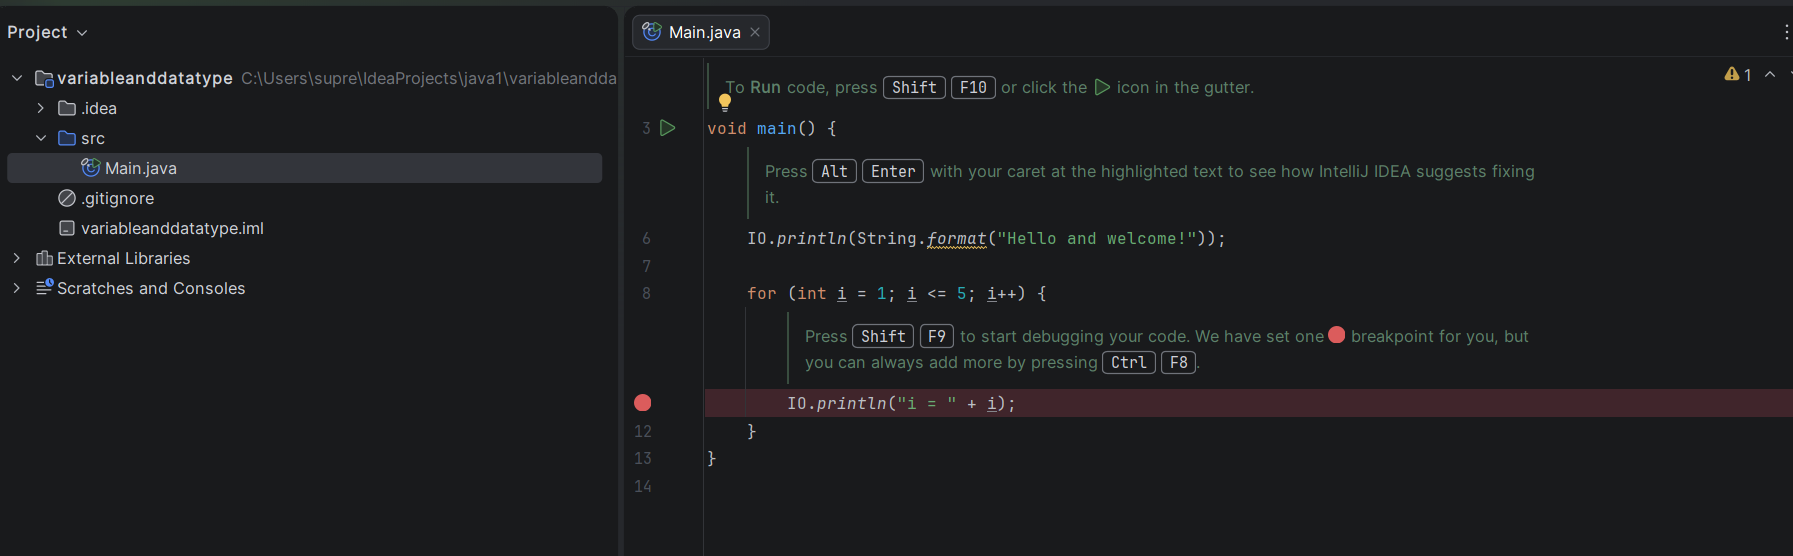 Project
variableanddatatype C:\Users\supre\IdeaProjects\java1\variableandda
.idea
src
Main.java
.gitignore
variableanddatatype.iml
External Libraries
Scratches and Consoles
Main.java
1
To Run code, press Shift F10 or click the icon in the gutter.
3 void main() {
Press Alt Enter with your caret at the highlighted text to see how IntelliJ IDEA suggests fixing
it.
6 IO.println(String.format("Hello and welcome!"));
7
8 for (int i = 1; i <= 5; i++) {
Press Shift F9 to start debugging your code. We have set one breakpoint for you, but
you can always add more by pressing Ctrl F8.
IO.println("i = " + i);
12 }
13 }
14